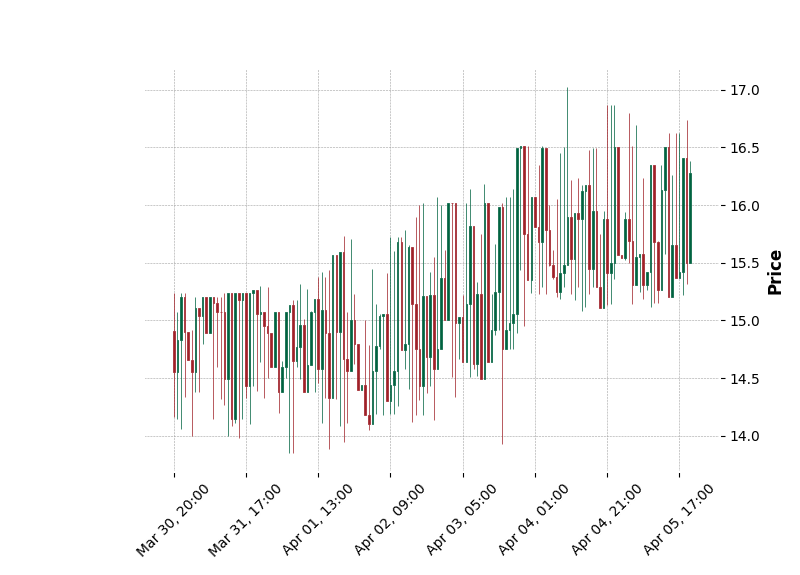 17.0
16.5
16.0
15.5
15.0
14.5
14.0
Price
Mar 30, 20:00
Mar 31, 17:00
Apr 01, 13:00
Apr 02, 09:00
Apr 03, 05:00
Apr 04, 01:00
Apr 04, 21:00
Apr 05, 17:00